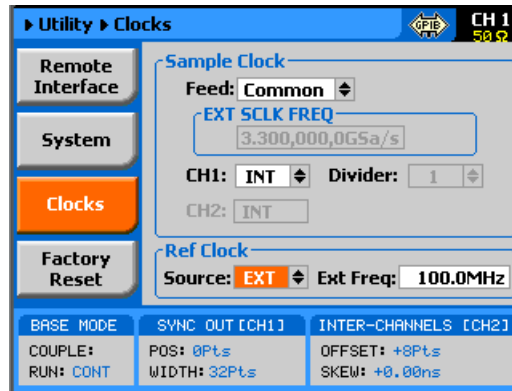 Utility Clocks
GPIB
CH 1
50 Ω
Remote
Interface
System
Clocks
Factory
Reset
Sample Clock
Feed: Common
EXT SCLK FREQ
3.300,000,0GSa/s
CH1: INT Divider: 1
CH2: INT
Ref Clock
Source: EXT Ext Freq: 100.0MHz
BASE MODE
COUPLE:
RUN: CONT
SYNC OUT [CH1]
POS: 0Pts
WIDTH: 32Pts
INTER-CHANNELS [CH2]
OFFSET: +8Pts
SKEW: +0.00ns